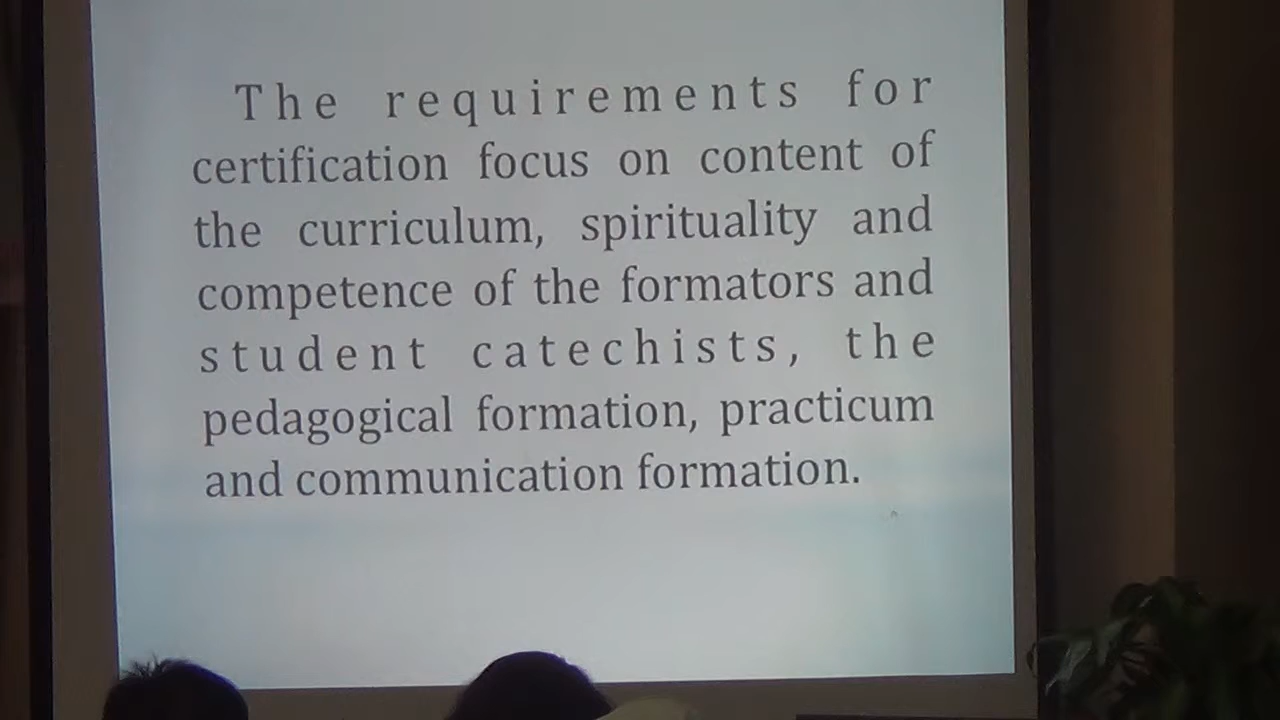 The requirements for
certification focus on content of
the curriculum, spirituality and
competence of the formators and
student catechists, the
pedagogical formation, practicum
and communication formation.